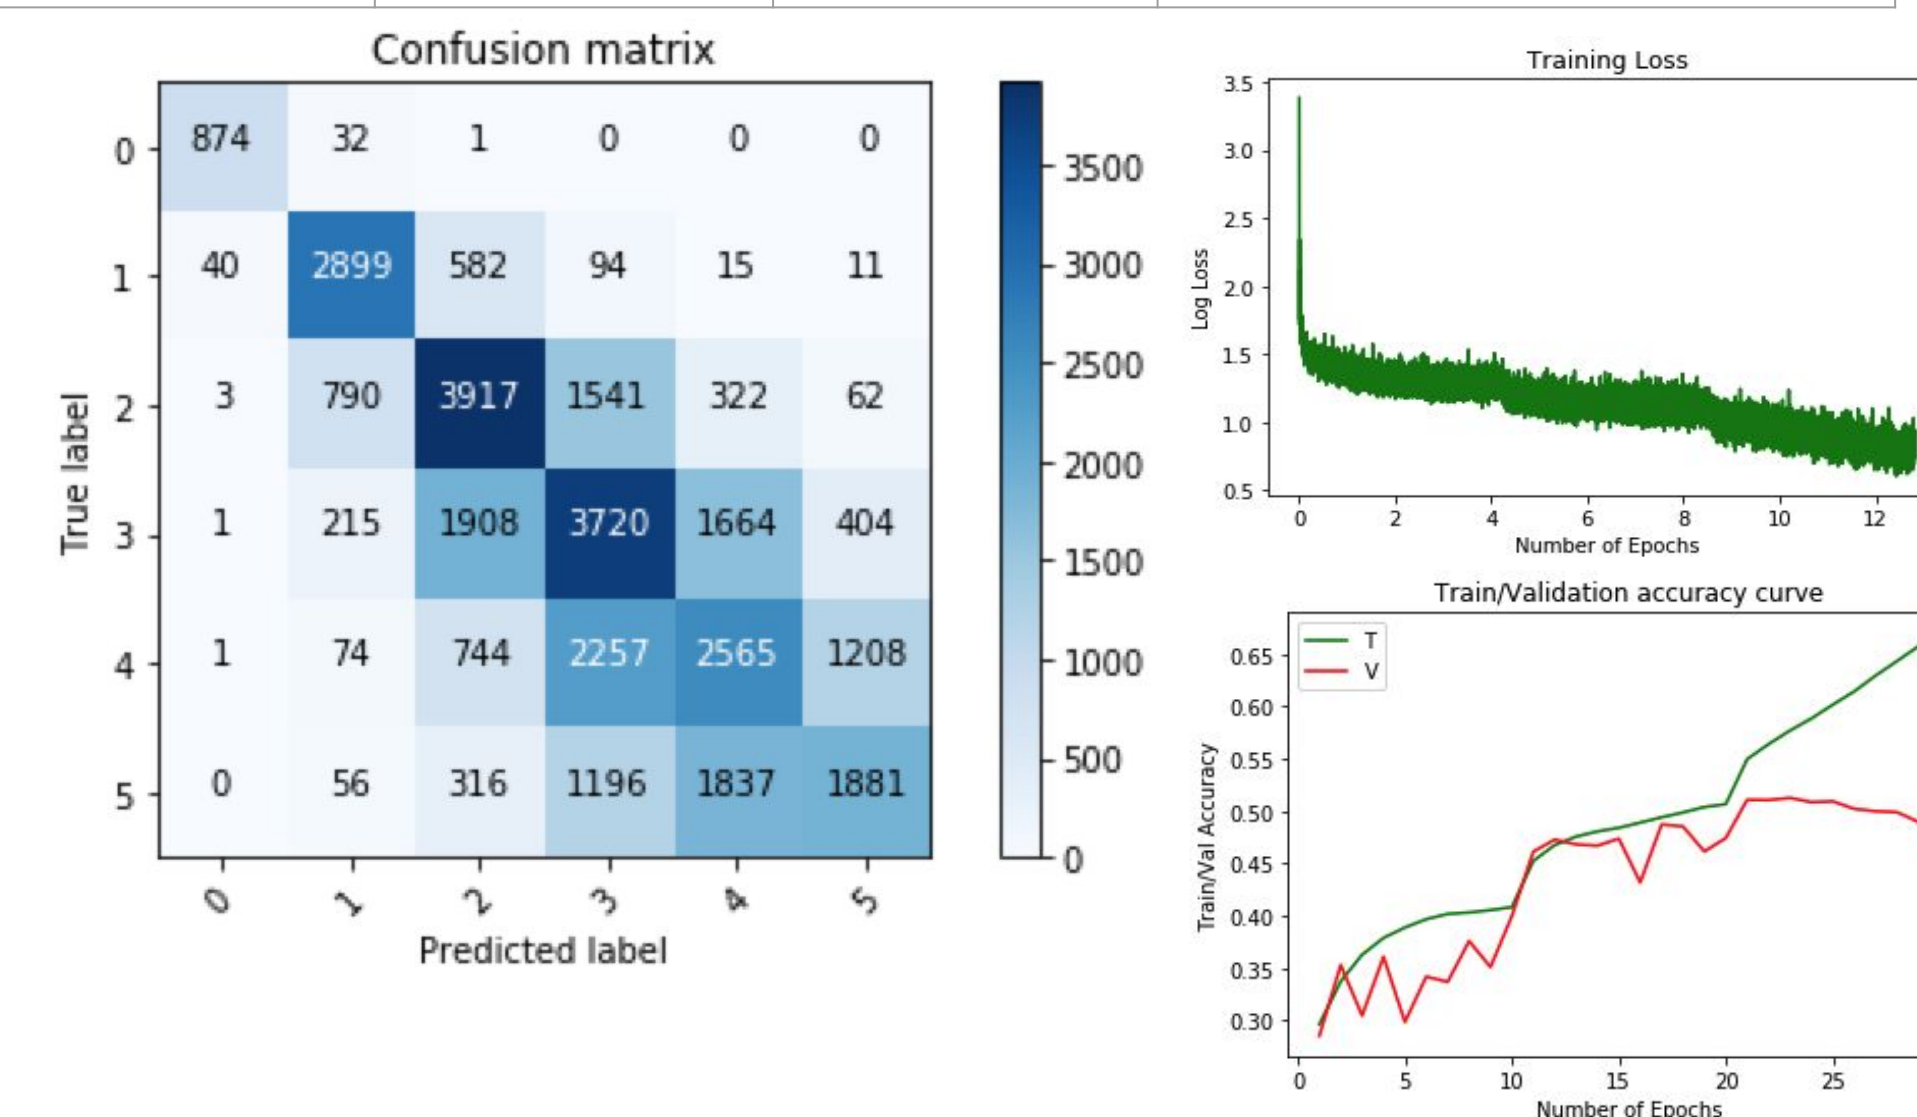 Confusion matrix
0 874 32 1 0 0 0
1 40 2899 582 94 15 11
2 3 790 3917 1541 322 62
3 1 215 1908 3720 1664 404
4 1 74 744 2257 2565 1208
5 0 56 316 1196 1837 1881
True label
0 1 2 3 4 5
Predicted label
3500
3000
2500
2000
1500
1000
500
0
Training Loss
3.5
3.0
2.5
2.0
1.5
1.0
0.5
Log Loss
0 2 4 6 8 10 12
Number of Epochs
Train/Validation accuracy curve
T
V
0.65
0.60
0.55
0.50
0.45
0.40
0.35
0.30
Train/Val Accuracy
0 5 10 15 20 25
Number of Epochs